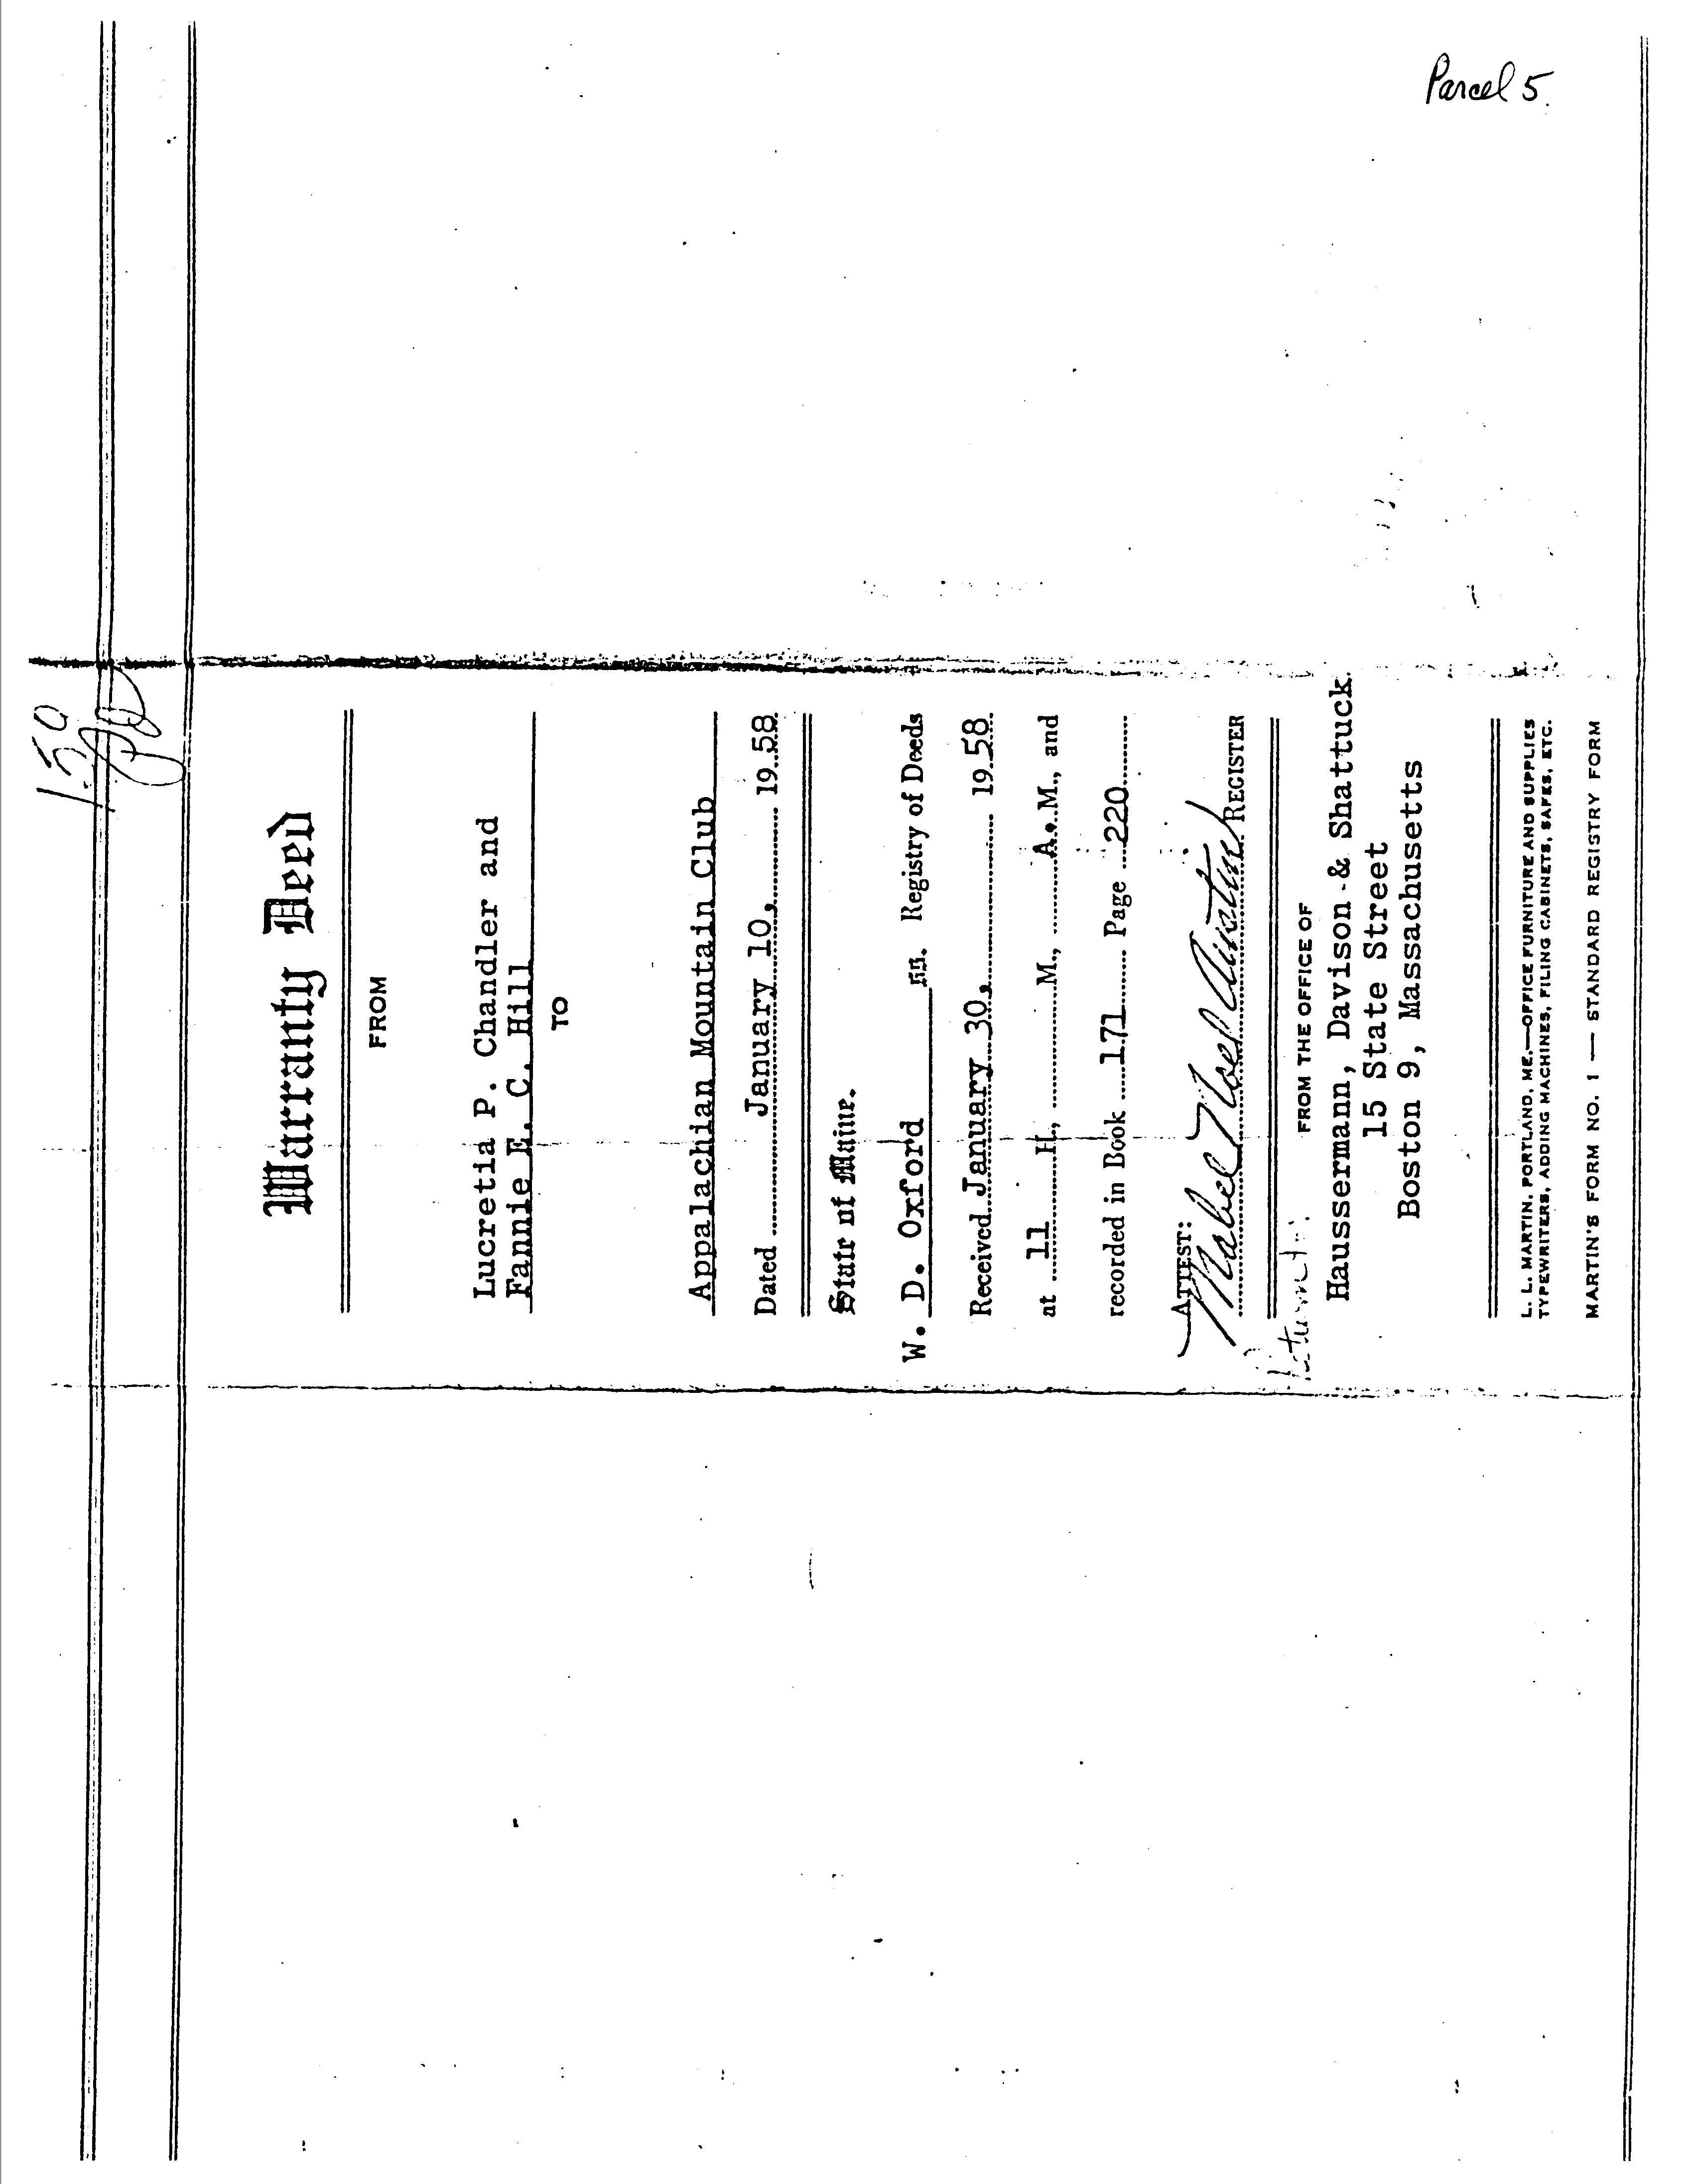 Parcel 5.
1.50
Warranty Deed
FROM
Lucretia P. Chandler and
Fannie E. C. Hill
TO
Appalachian Mountain Club
Dated January 10, 1958
State of Maine.
W. D. Oxford ss. Registry of Deeds
Received January 30, 1958
at 11 H., M., A. M., and
recorded in Book 171 Page 220
ATTEST:
Mabel Noel Austin REGISTER
FROM THE OFFICE OF
Return to:
Haussermann, Davison & Shattuck
15 State Street
Boston 9, Massachusetts
L. L. MARTIN, PORTLAND, ME.—OFFICE FURNITURE AND SUPPLIES
TYPEWRITERS, ADDING MACHINES, FILING CABINETS, SAFES, ETC.
MARTIN'S FORM NO. 1 — STANDARD REGISTRY FORM